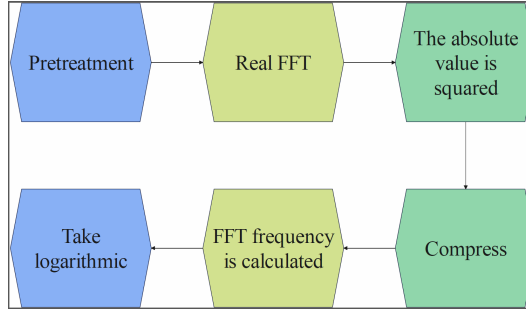 Pretreatment
Real FFT
The absolute
value is
squared
Take
logarithmic
FFT frequency
is calculated
Compress